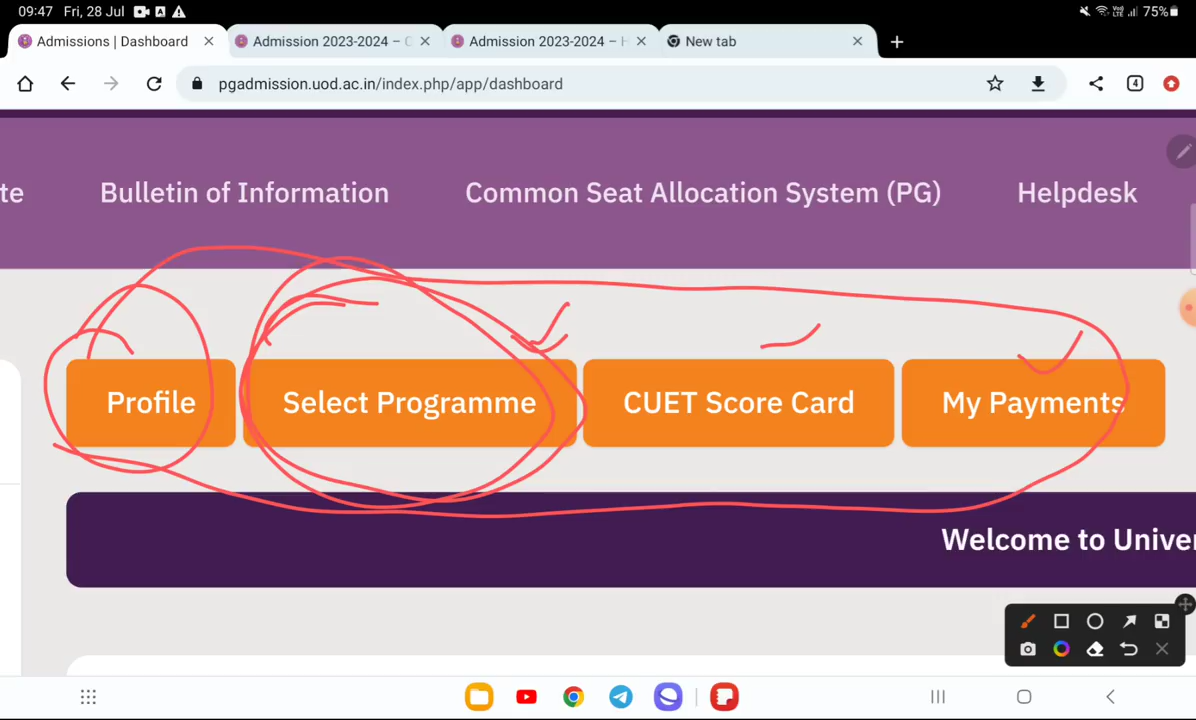 09:47 Fri, 28 Jul 75%
Admissions | Dashboard Admission 2023-2024 – Admission 2023-2024 – New tab
pgadmission.uod.ac.in/index.php/app/dashboard 4
te Bulletin of Information Common Seat Allocation System (PG) Helpdesk
Profile Select Programme CUET Score Card My Payments
Welcome to Univer